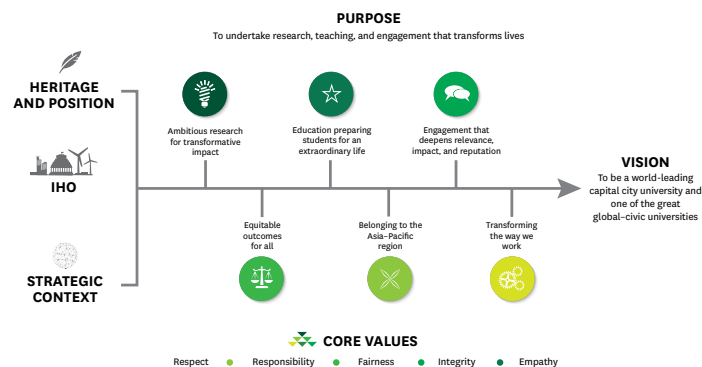 PURPOSE
To undertake research, teaching, and engagement that transforms lives
HERITAGE
AND POSITION
Ambitious research
for transformative
impact
Education preparing
students for an
extraordinary life
Engagement that
deepens relevance,
impact, and reputation
IHO
VISION
To be a world-leading
capital city university and
one of the great
global-civic universities
Equitable
outcomes
for all
Belonging to the
Asia-Pacific
region
Transforming
the way we
work
STRATEGIC
CONTEXT
CORE VALUES
Respect
Responsibility
Fairness
Integrity
Empathy